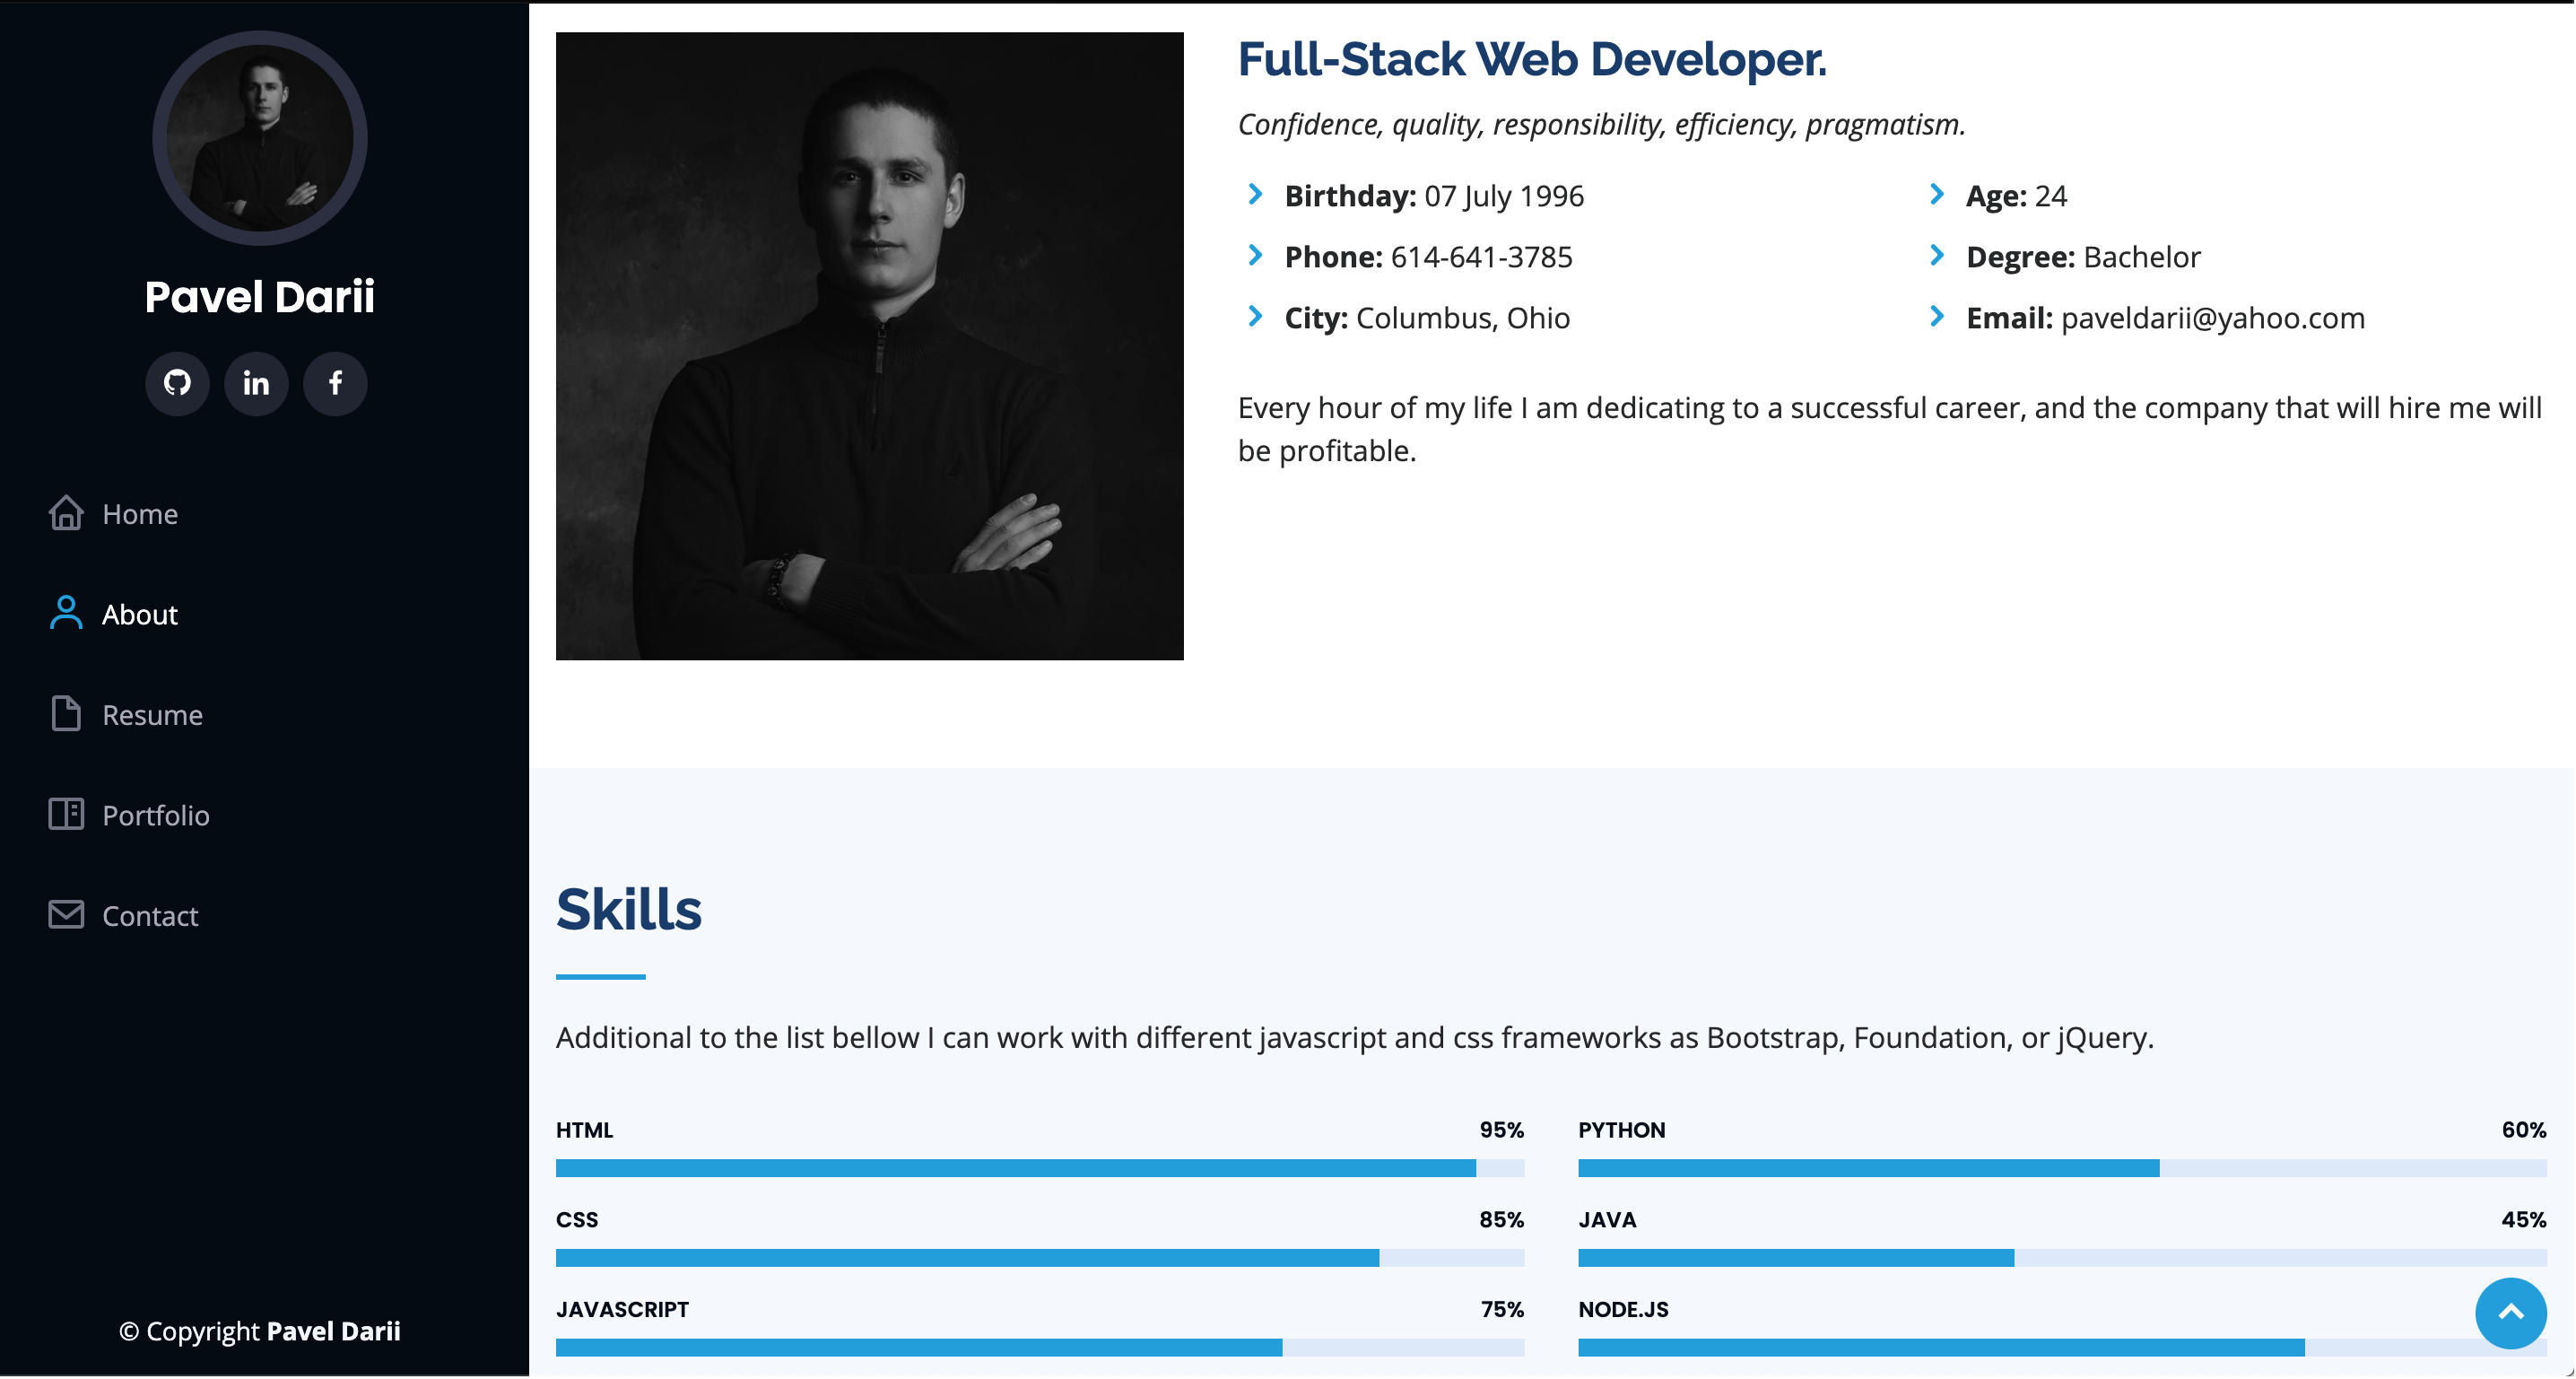 Pavel Darii
in
f
Home
About
Resume
Portfolio
Contact
© Copyright Pavel Darii
Full-Stack Web Developer.
Confidence, quality, responsibility, efficiency, pragmatism.
Birthday: 07 July 1996
Age: 24
Phone: 614-641-3785
Degree: Bachelor
City: Columbus, Ohio
Email: paveldarii@yahoo.com
Every hour of my life I am dedicating to a successful career, and the company that will hire me will
be profitable.
Skills
Additional to the list bellow I can work with different javascript and css frameworks as Bootstrap, Foundation, or jQuery.
HTML 95%
PYTHON 60%
CSS 85%
JAVA 45%
JAVASCRIPT 75%
NODE.JS